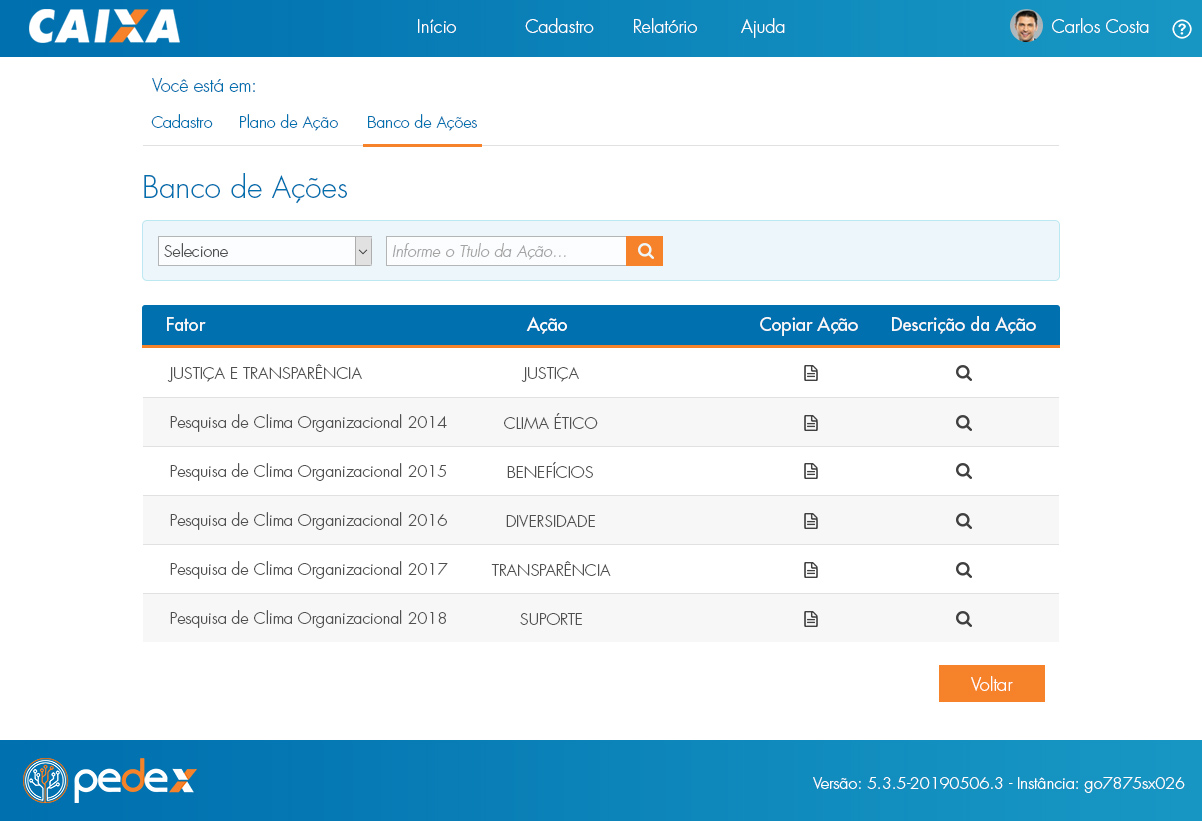 CAIXA
Início Cadastro Relatório Ajuda Carlos Costa
Você está em:
Cadastro Plano de Ação Banco de Ações
Banco de Ações
Selecione Informe o Ttulo da Ação...
Fator Ação Copiar Ação Descrição da Ação
JUSTIÇA E TRANSPARÊNCIA JUSTIÇA
Pesquisa de Clima Organizacional 2014 CLIMA ÉTICO
Pesquisa de Clima Organizacional 2015 BENEFÍCIOS
Pesquisa de Clima Organizacional 2016 DIVERSIDADE
Pesquisa de Clima Organizacional 2017 TRANSPARÊNCIA
Pesquisa de Clima Organizacional 2018 SUPORTE
Voltar
pedex
Versão: 5.3.5-20190506.3 - Instância: go7875sx026